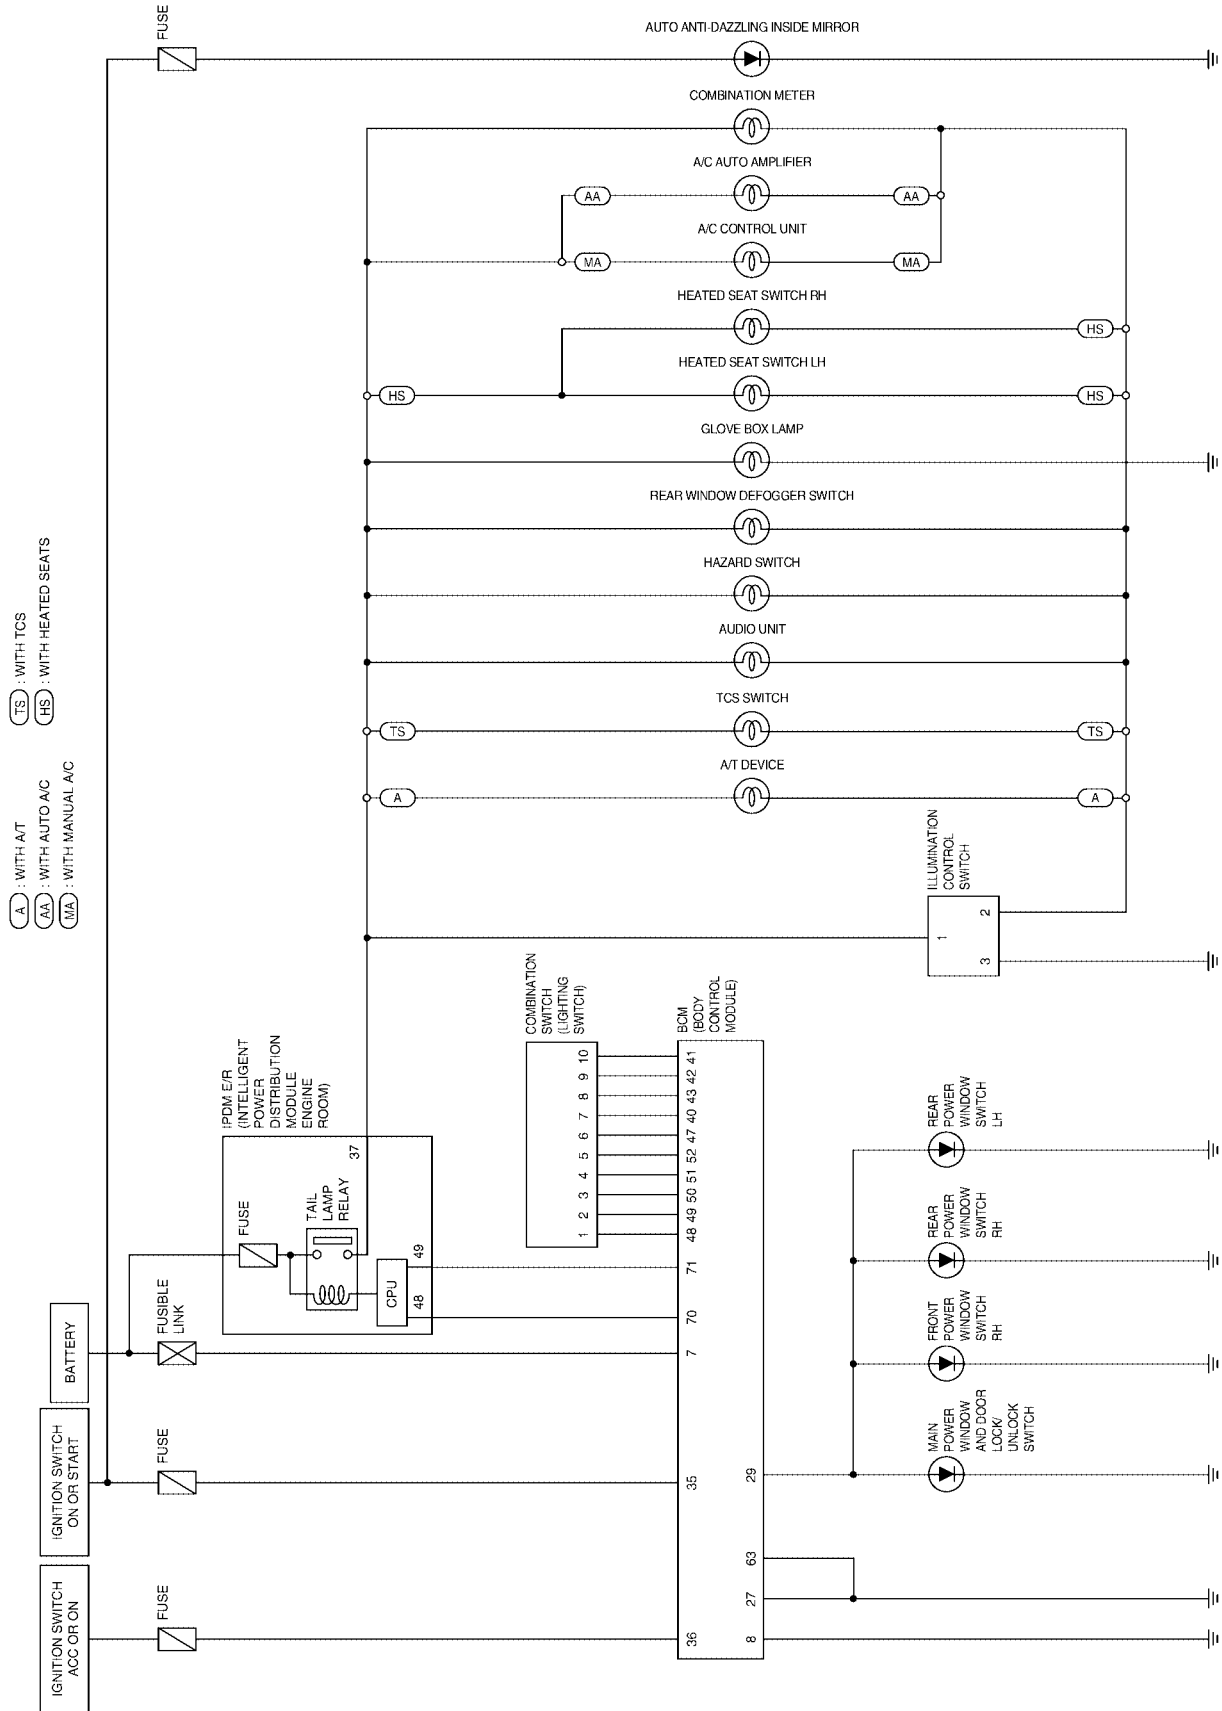 FUSE
AUTO ANTI-DAZZLING INSIDE MIRROR
COMBINATION METER
A/C AUTO AMPLIFIER
AA
AA
A/C CONTROL UNIT
MA
MA
HEATED SEAT SWITCH RH
HS
HEATED SEAT SWITCH LH
HS
HS
GLOVE BOX LAMP
REAR WINDOW DEFOGGER SWITCH
HAZARD SWITCH
AUDIO UNIT
TCS SWITCH
TS
TS
A/T DEVICE
A
A
TS : WITH TCS
HS : WITH HEATED SEATS
A : WITH A/T
AA : WITH AUTO A/C
MA : WITH MANUAL A/C
ILLUMINATION
CONTROL
SWITCH
1
2
3
IPDM E/R
(INTELLIGENT
POWER
DISTRIBUTION
MODULE
ENGINE
ROOM)
37
FUSE
TAIL
LAMP
RELAY
CPU
49
48
COMBINATION
SWITCH
(LIGHTING
SWITCH)
1 2 3 4 5 6 7 8 9 10
BCM
(BODY
CONTROL
MODULE)
48 49 50 51 52 47 40 43 42 41
71
70
7
35
36
29
63
27
8
BATTERY
FUSIBLE
LINK
IGNITION SWITCH
ON OR START
FUSE
IGNITION SWITCH
ACC OR ON
FUSE
REAR
POWER
WINDOW
SWITCH
LH
REAR
POWER
WINDOW
SWITCH
RH
FRONT
POWER
WINDOW
SWITCH
RH
MAIN
POWER
WINDOW
AND DOOR
LOCK/
UNLOCK
SWITCH